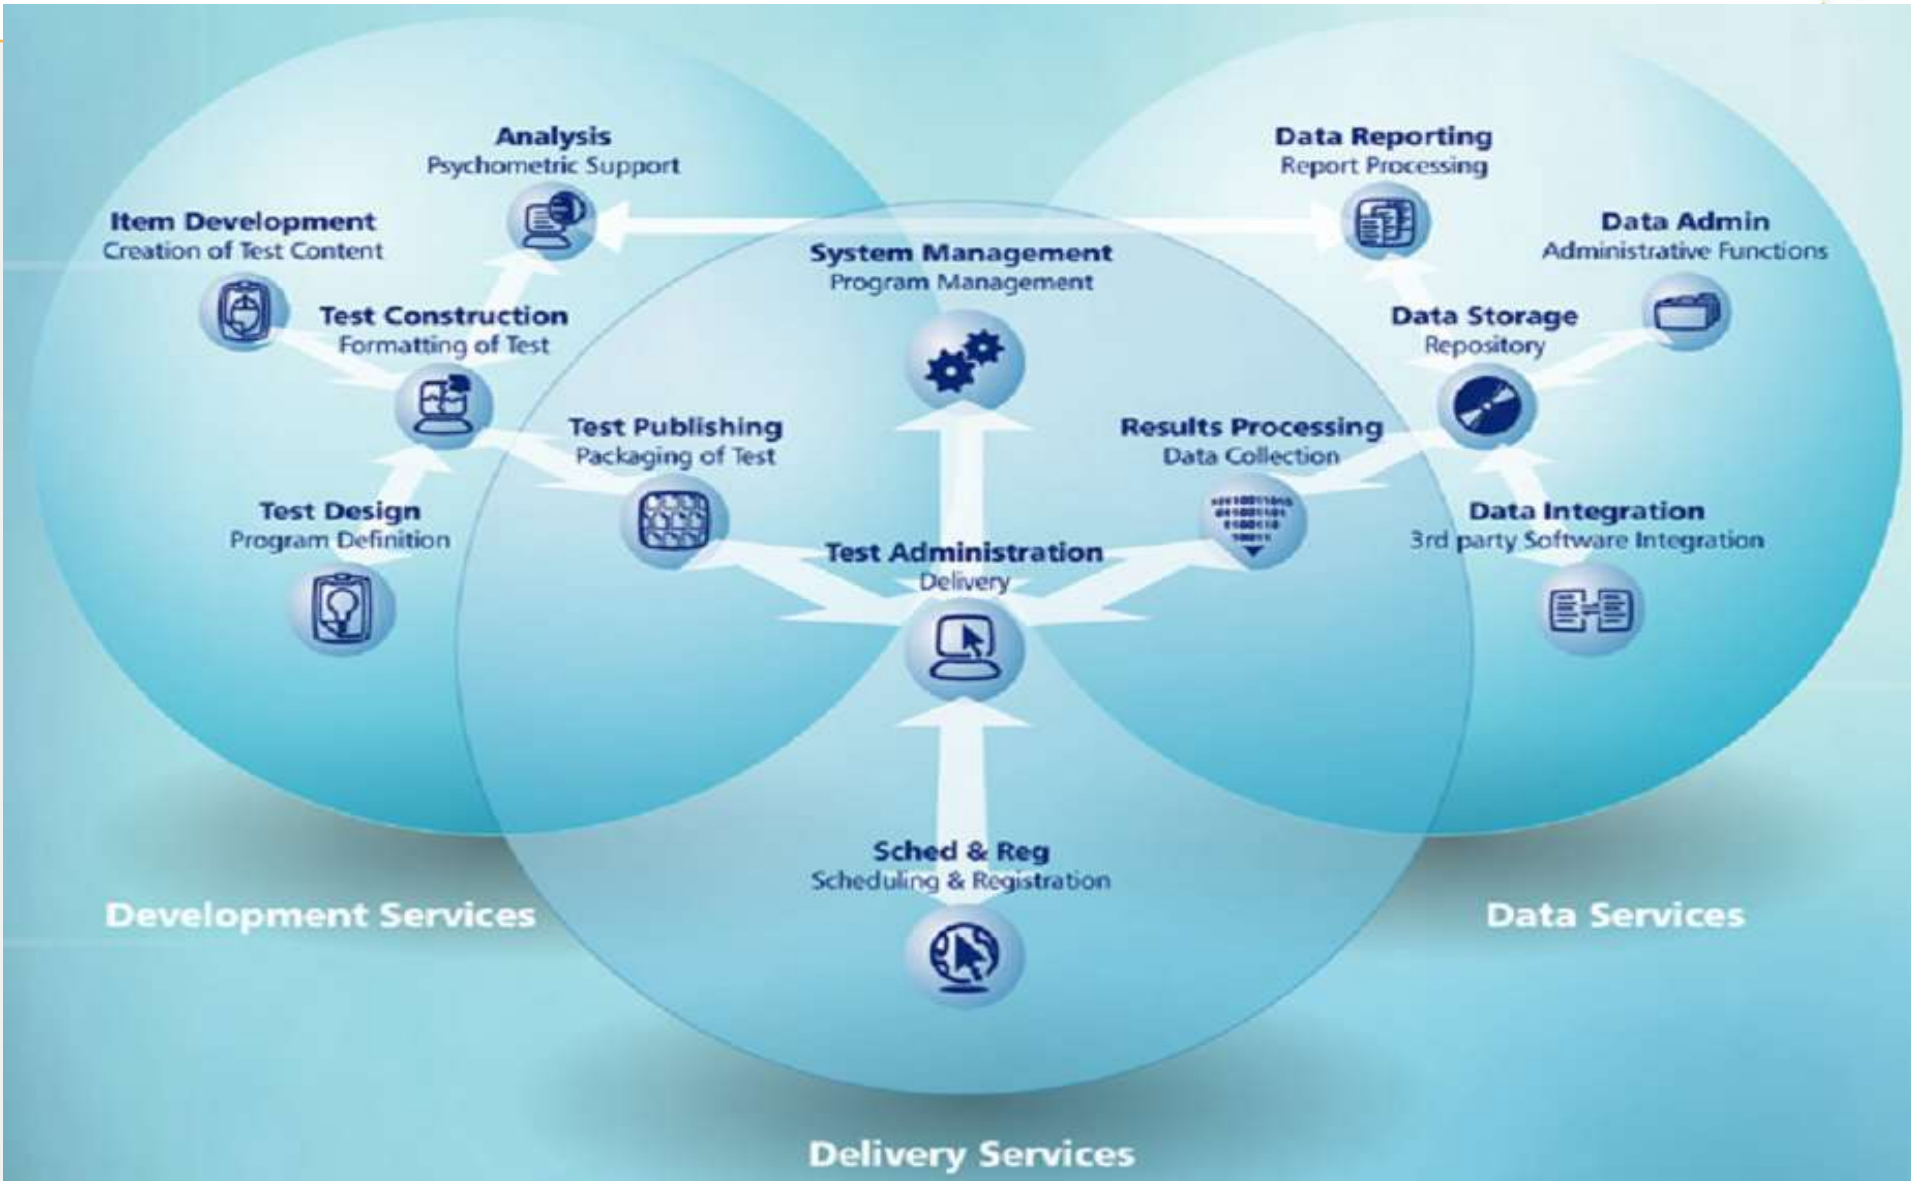 Analysis
Psychometric Support
Item Development
Creation of Test Content
Test Construction
Formatting of Test
Test Design
Program Definition
Test Publishing
Packaging of Test
System Management
Program Management
Test Administration
Delivery
Results Processing
Data Collection
Sched & Reg
Scheduling & Registration
Data Reporting
Report Processing
Data Admin
Administrative Functions
Data Storage
Repository
Data Integration
3rd party Software Integration
Development Services
Data Services
Delivery Services